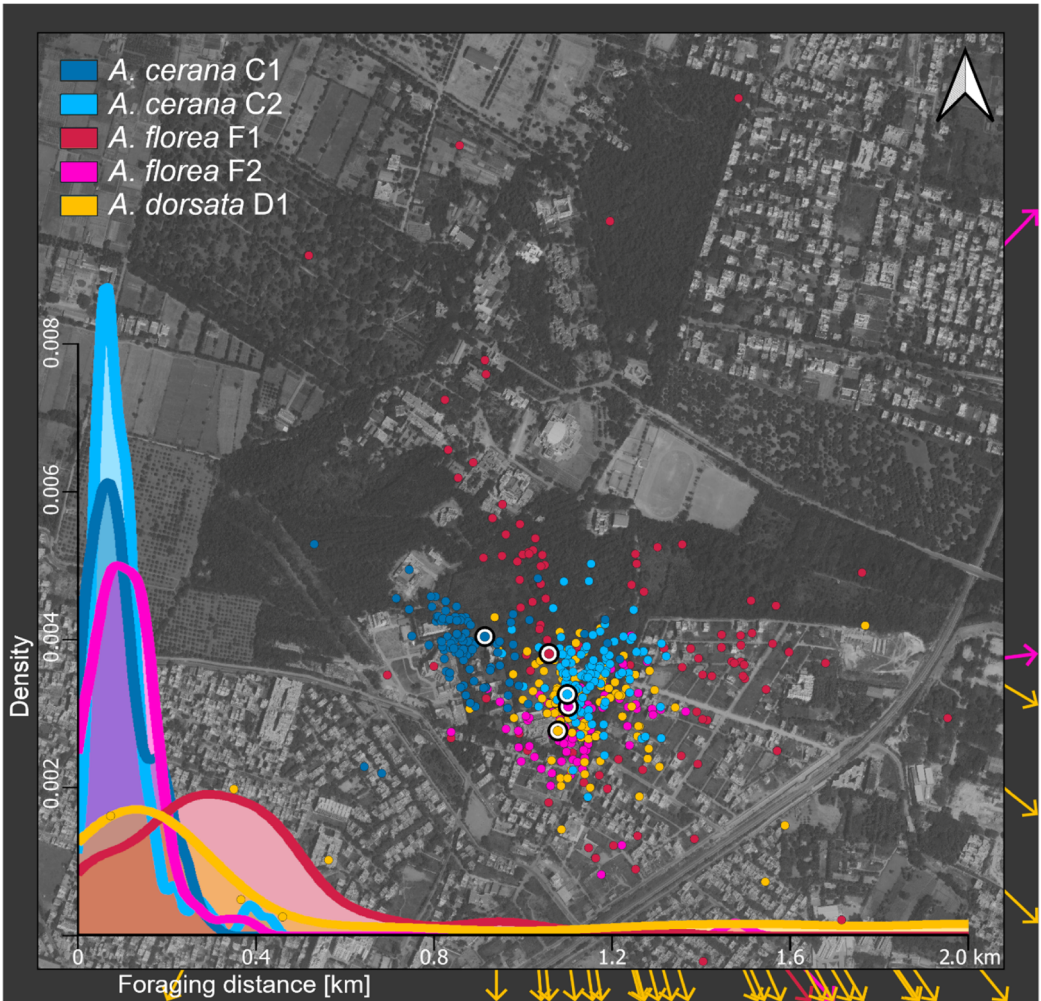 A. cerana C1
A. cerana C2
A. florea F1
A. florea F2
A. dorsata D1
0.008
0.006
0.004
0.002
Density
0 0.4 0.8 1.2 1.6 2.0 km
Foraging distance [km]